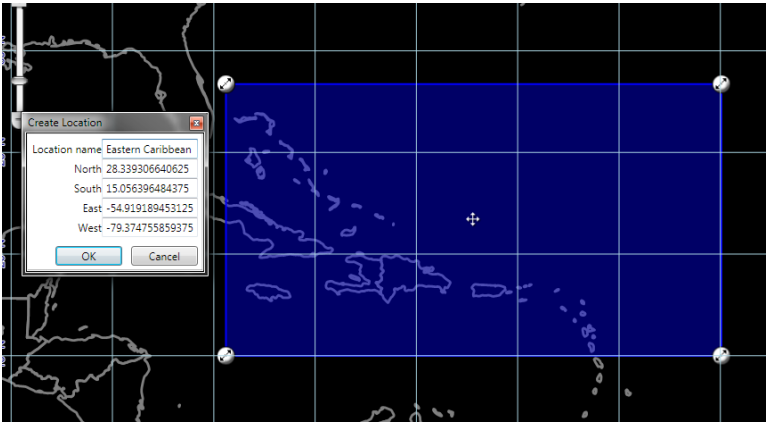 Create Location
Location name Eastern Caribbean
North 28.339306640625
South 15.056396484375
East -54.919189453125
West -79.374755859375
OK Cancel